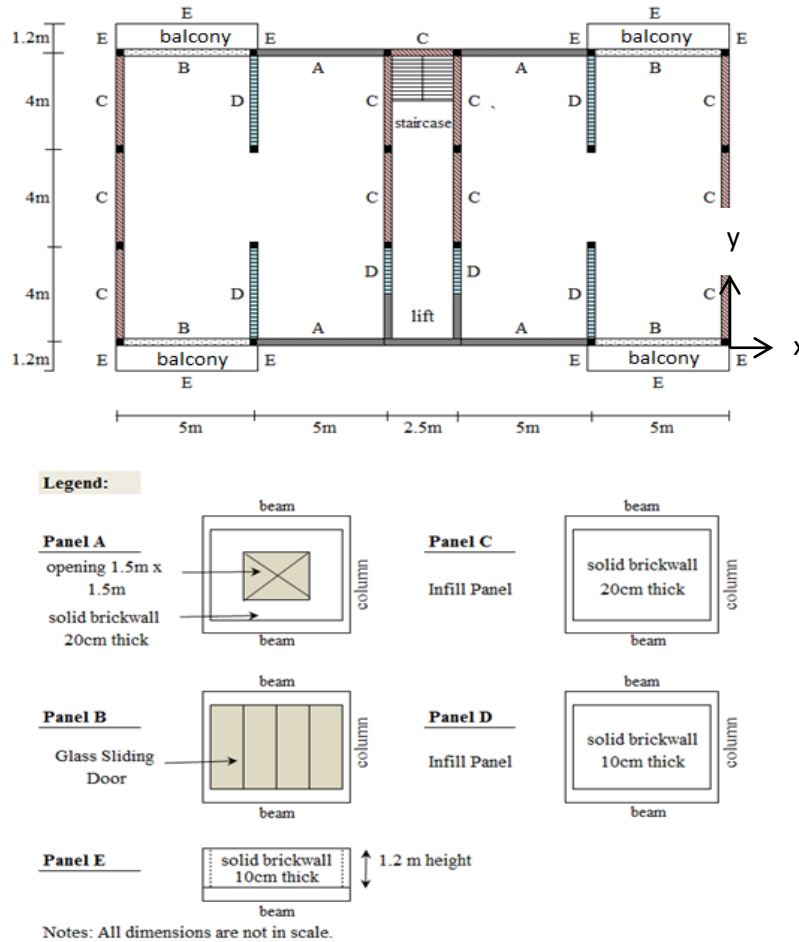 E E
1.2m E balcony E C E balcony E
B A A B
4m C D C C D C
staircase
4m C C C C
y
D D
4m C D D C
lift
B A A B
1.2m E balcony E E balcony E x
E E
5m 5m 2.5m 5m 5m
Legend:
beam beam
Panel A Panel C
opening 1.5m x
1.5m
solid brickwall
20cm thick
column
Infill Panel
solid brickwall
20cm thick
column
beam beam
beam beam
Panel B Panel D
Glass Sliding
Door
column
Infill Panel
solid brickwall
10cm thick
column
beam beam
Panel E
solid brickwall
10cm thick
1.2 m height
beam
Notes: All dimensions are not in scale.